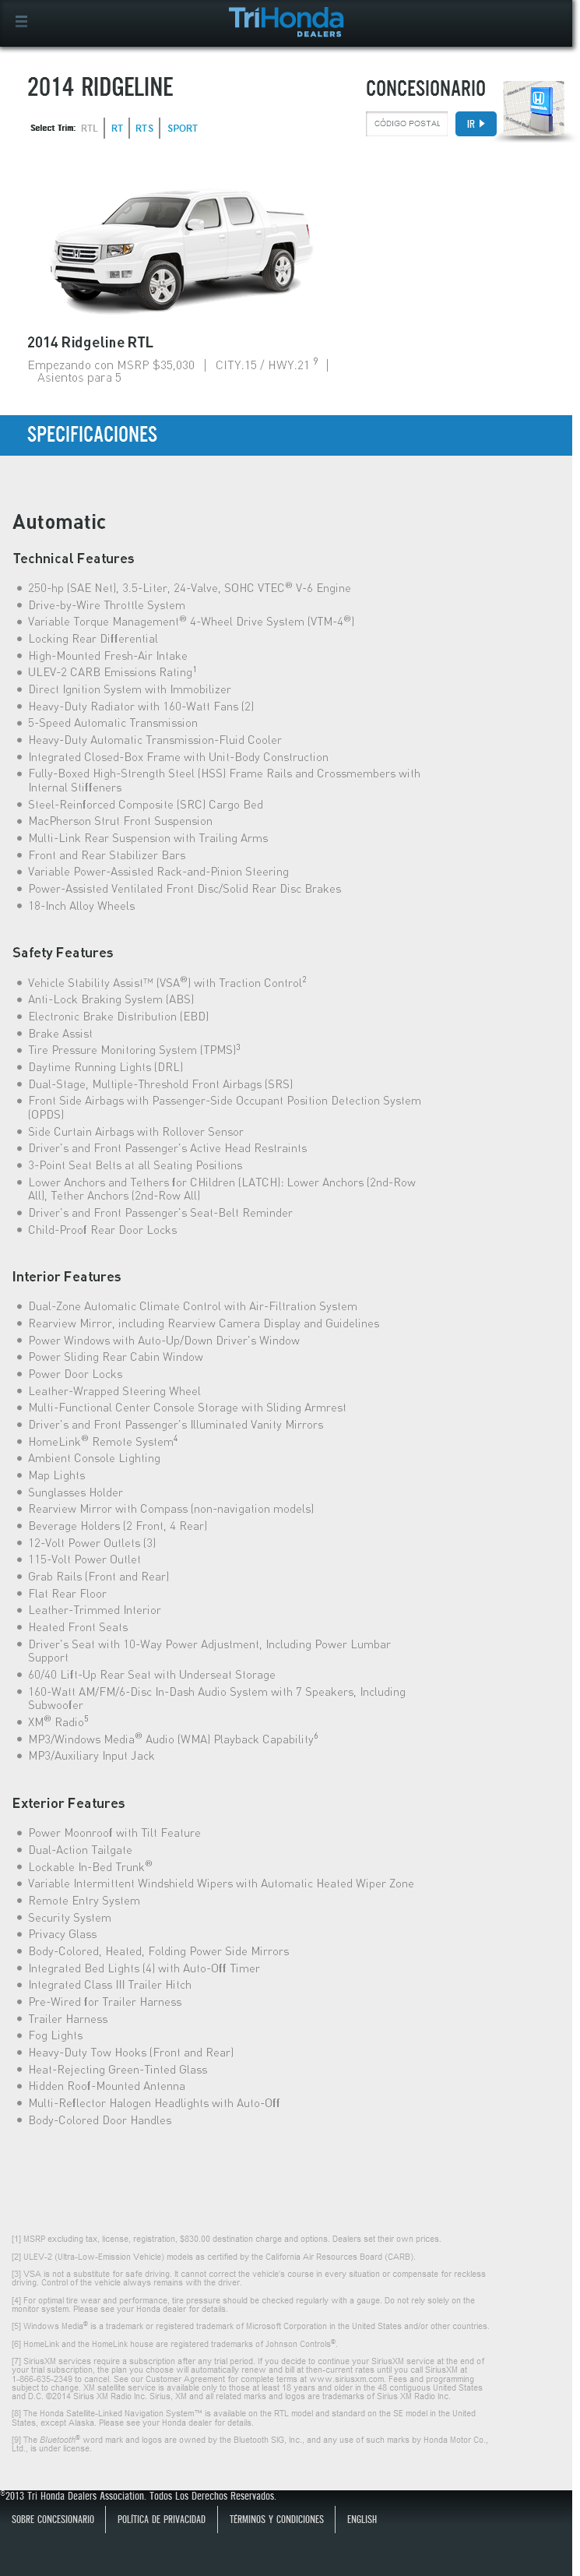 TriHonda
DEALERS
2014 RIDGELINE
Select Trim: RTL | RT | RTS | SPORT
CONCESIONARIO
CÓDIGO POSTAL
IR
2014 Ridgeline RTL
Empezando con MSRP $35,030 | CITY.15 / HWY.21 9 |
Asientos para 5
SPECIFICACIONES
Automatic
Technical Features
250-hp (SAE Net), 3.5-Liter, 24-Valve, SOHC VTEC® V-6 Engine
Drive-by-Wire Throttle System
Variable Torque Management® 4-Wheel Drive System (VTM-4®)
Locking Rear Differential
High-Mounted Fresh-Air Intake
ULEV-2 CARB Emissions Rating1
Direct Ignition System with Immobilizer
Heavy-Duty Radiator with 160-Watt Fans (2)
5-Speed Automatic Transmission
Heavy-Duty Automatic Transmission-Fluid Cooler
Integrated Closed-Box Frame with Unit-Body Construction
Fully-Boxed High-Strength Steel (HSS) Frame Rails and Crossmembers with
Internal Stiffeners
Steel-Reinforced Composite (SRC) Cargo Bed
MacPherson Strut Front Suspension
Multi-Link Rear Suspension with Trailing Arms
Front and Rear Stabilizer Bars
Variable Power-Assisted Rack-and-Pinion Steering
Power-Assisted Ventilated Front Disc/Solid Rear Disc Brakes
18-Inch Alloy Wheels
Safety Features
Vehicle Stability Assist™ (VSA®) with Traction Control2
Anti-Lock Braking System (ABS)
Electronic Brake Distribution (EBD)
Brake Assist
Tire Pressure Monitoring System (TPMS)3
Daytime Running Lights (DRL)
Dual-Stage, Multiple-Threshold Front Airbags (SRS)
Front Side Airbags with Passenger-Side Occupant Position Detection System
(OPDS)
Side Curtain Airbags with Rollover Sensor
Driver's and Front Passenger's Active Head Restraints
3-Point Seat Belts at all Seating Positions
Lower Anchors and Tethers for CHildren (LATCH): Lower Anchors (2nd-Row
All), Tether Anchors (2nd-Row All)
Driver's and Front Passenger's Seat-Belt Reminder
Child-Proof Rear Door Locks
Interior Features
Dual-Zone Automatic Climate Control with Air-Filtration System
Rearview Mirror, including Rearview Camera Display and Guidelines
Power Windows with Auto-Up/Down Driver's Window
Power Sliding Rear Cabin Window
Power Door Locks
Leather-Wrapped Steering Wheel
Multi-Functional Center Console Storage with Sliding Armrest
Driver's and Front Passenger's Illuminated Vanity Mirrors
HomeLink® Remote System4
Ambient Console Lighting
Map Lights
Sunglasses Holder
Rearview Mirror with Compass (non-navigation models)
Beverage Holders (2 Front, 4 Rear)
12-Volt Power Outlets (3)
115-Volt Power Outlet
Grab Rails (Front and Rear)
Flat Rear Floor
Leather-Trimmed Interior
Heated Front Seats
Driver's Seat with 10-Way Power Adjustment, Including Power Lumbar
Support
60/40 Lift-Up Rear Seat with Underseat Storage
160-Watt AM/FM/6-Disc In-Dash Audio System with 7 Speakers, Including
Subwoofer
XM® Radio5
MP3/Windows Media® Audio (WMA) Playback Capability6
MP3/Auxiliary Input Jack
Exterior Features
Power Moonroof with Tilt Feature
Dual-Action Tailgate
Lockable In-Bed Trunk®
Variable Intermittent Windshield Wipers with Automatic Heated Wiper Zone
Remote Entry System
Security System
Privacy Glass
Body-Colored, Heated, Folding Power Side Mirrors
Integrated Bed Lights (4) with Auto-Off Timer
Integrated Class III Trailer Hitch
Pre-Wired for Trailer Harness
Trailer Harness
Fog Lights
Heavy-Duty Tow Hooks (Front and Rear)
Heat-Rejecting Green-Tinted Glass
Hidden Roof-Mounted Antenna
Multi-Reflector Halogen Headlights with Auto-Off
Body-Colored Door Handles
[1] MSRP excluding tax, license, registration, $830.00 destination charge and options. Dealers set their own prices.
[2] ULEV-2 (Ultra-Low-Emission Vehicle) models as certified by the California Air Resources Board (CARB).
[3] VSA is not a substitute for safe driving. It cannot correct the vehicle's course in every situation or compensate for reckless
driving. Control of the vehicle always remains with the driver.
[4] For optimal tire wear and performance, tire pressure should be checked regularly with a gauge. Do not rely solely on the
monitor system. Please see your Honda dealer for details.
[5] Windows Media® is a trademark or registered trademark of Microsoft Corporation in the United States and/or other countries.
[6] HomeLink and the HomeLink house are registered trademarks of Johnson Controls®.
[7] SiriusXM services require a subscription after any trial period. If you decide to continue your SiriusXM service at the end of
your trial subscription, the plan you choose will automatically renew and bill at then-current rates until you call SiriusXM at
1-866-635-2349 to cancel. See our Customer Agreement for complete terms at www.siriusxm.com. Fees and programming
subject to change. XM satellite service is available only to those at least 18 years and older in the 48 contiguous United States
and D.C. ©2014 Sirius XM Radio Inc. Sirius, XM and all related marks and logos are trademarks of Sirius XM Radio Inc.
[8] The Honda Satellite-Linked Navigation System™ is available on the RTL model and standard on the SE model in the United
States, except Alaska. Please see your Honda dealer for details.
[9] The Bluetooth® word mark and logos are owned by the Bluetooth SIG, Inc., and any use of such marks by Honda Motor Co.,
Ltd., is under license.
©2013 Tri Honda Dealers Association. Todos Los Derechos Reservados.
SOBRE CONCESIONARIO | POLÍTICA DE PRIVACIDAD | TÉRMINOS Y CONDICIONES | ENGLISH